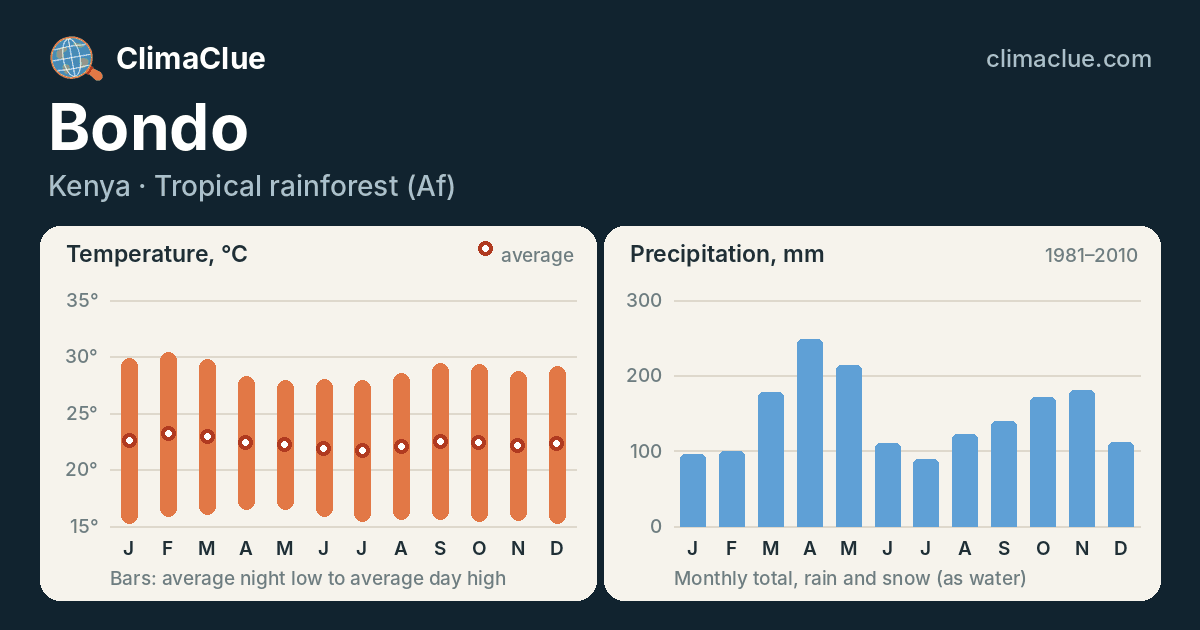 ClimaClue
climaclue.com
Bondo
Kenya · Tropical rainforest (Af)
Temperature, °C
average
35°
30°
25°
20°
15°
J F M A M J J A S O N D
Bars: average night low to average day high
Precipitation, mm
1981–2010
300
200
100
0
J F M A M J J A S O N D
Monthly total, rain and snow (as water)